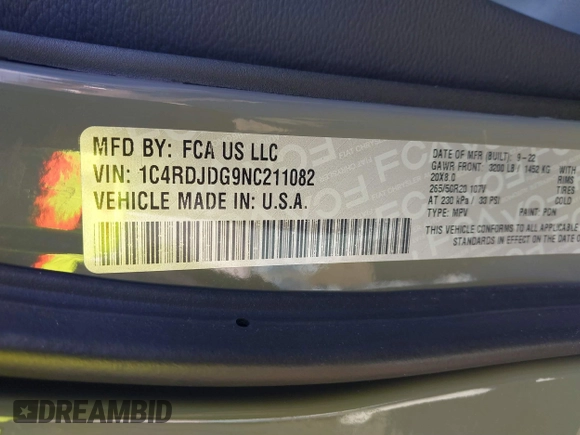 MFD BY: FCA US LLC
VIN: 1C4RDJDG9NC211082
VEHICLE MADE IN: U.S.A.
DATE OF MFR (BUILT): 9-22
GAWR FRONT: 3200 LB / 1452 KG WITH
20X8.0 RIMS
265/50R20 107V
AT 230 kPa / 33 PSI COLD
TYPE: MPV PAINT: PDN
THIS VEHICLE CONFORMS TO ALL APPLICABLE
STANDARDS IN EFFECT ON THE DATE OF
DREAMBID